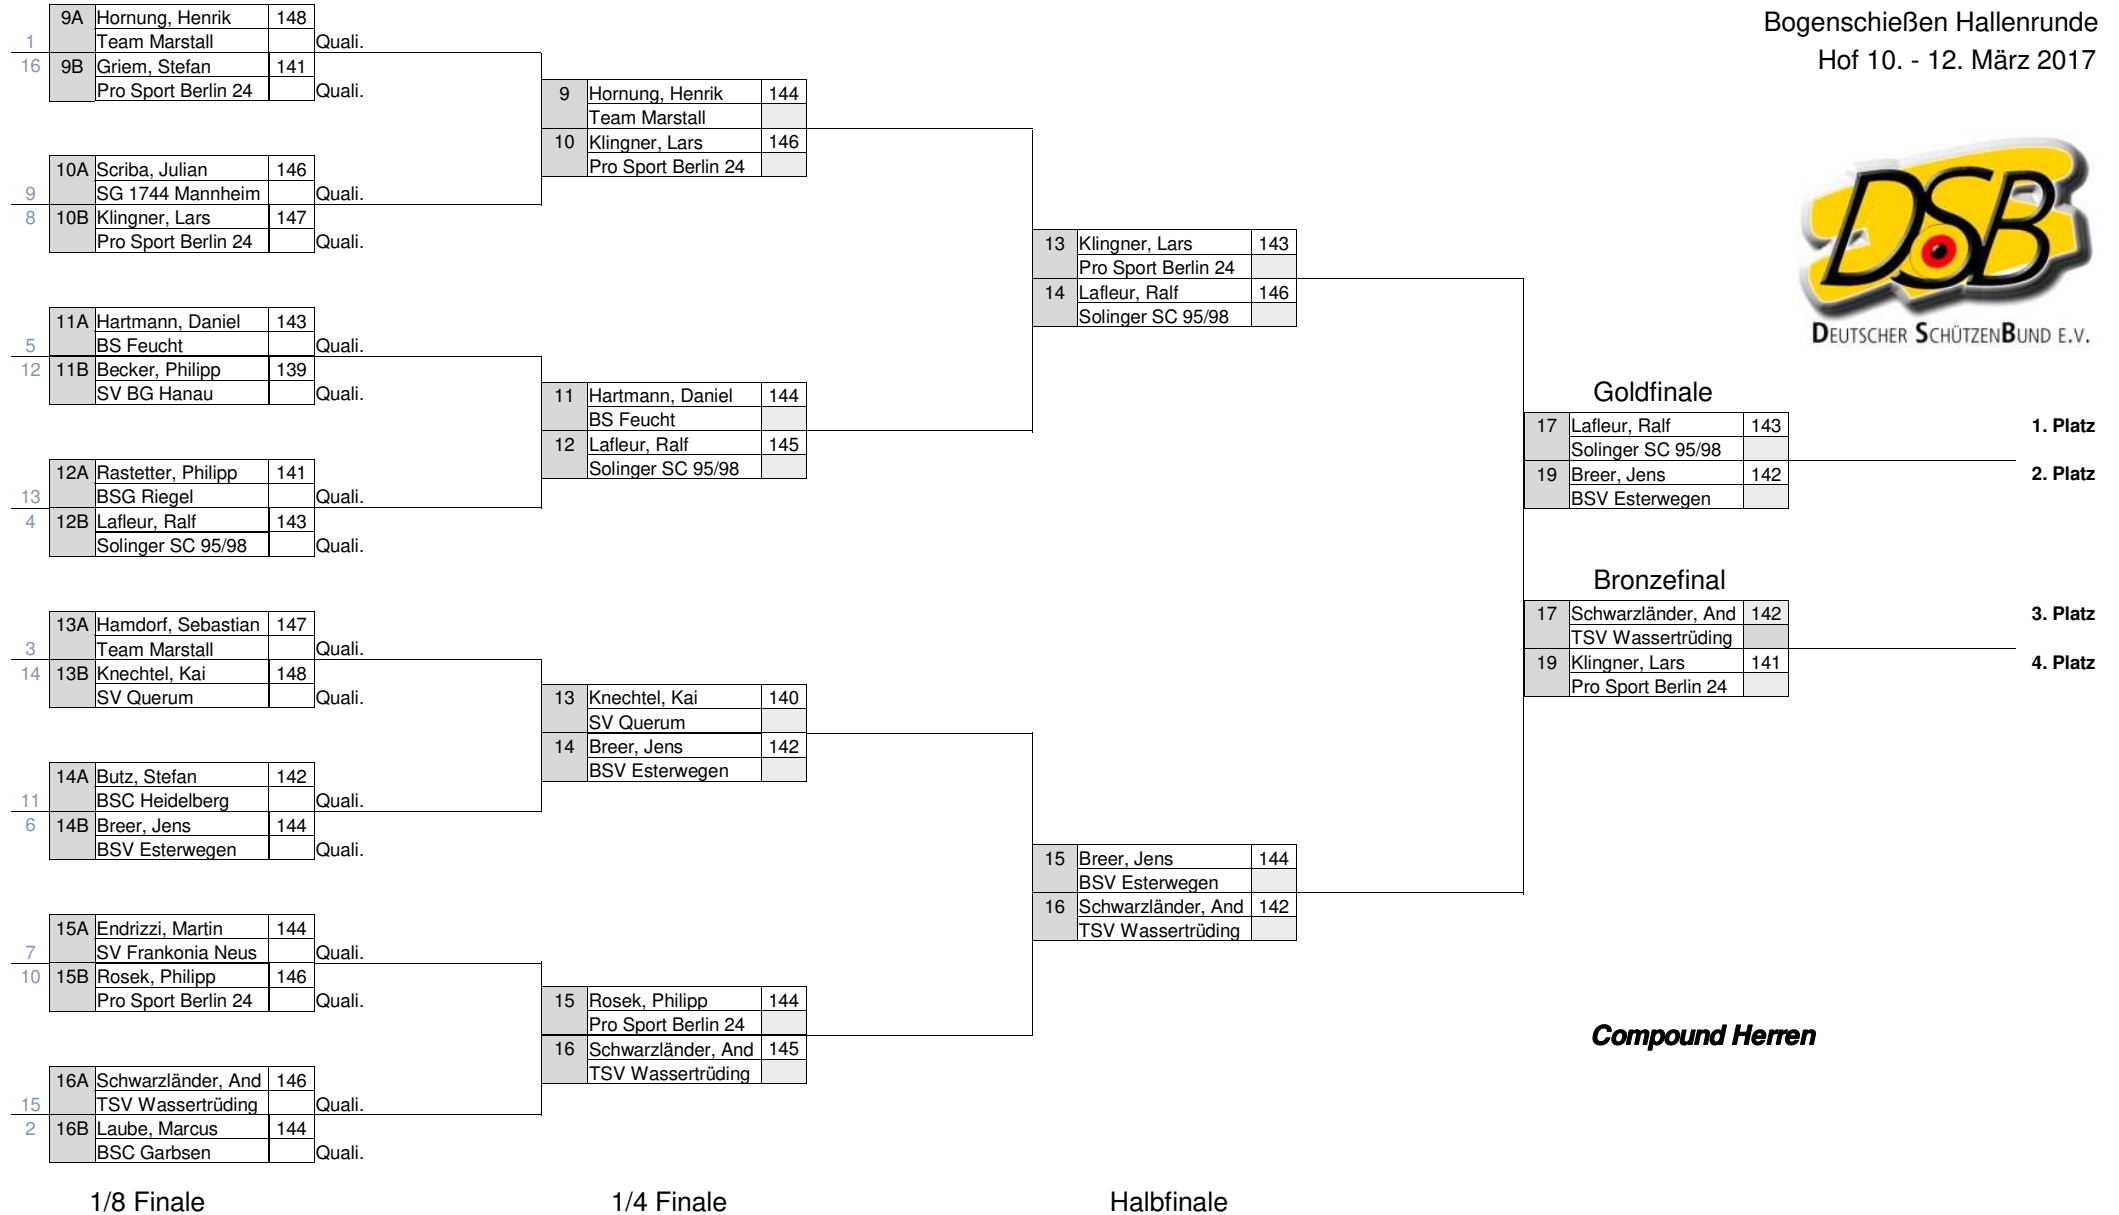 Bogenschießen Hallenrunde
Hof 10. - 12. März 2017
DSB
DEUTSCHER SCHÜTZENBUND E.V.
9A Hornung, Henrik 148
1 Team Marstall Quali.
16 9B Griem, Stefan 141
Pro Sport Berlin 24 Quali.
10A Scriba, Julian 146
9 SG 1744 Mannheim Quali.
8 10B Klingner, Lars 147
Pro Sport Berlin 24 Quali.
11A Hartmann, Daniel 143
5 BS Feucht Quali.
12 11B Becker, Philipp 139
SV BG Hanau Quali.
12A Rastetter, Philipp 141
13 BSG Riegel Quali.
4 12B Lafleur, Ralf 143
Solinger SC 95/98 Quali.
13A Hamdorf, Sebastian 147
3 Team Marstall Quali.
14 13B Knechtel, Kai 148
SV Querum Quali.
14A Butz, Stefan 142
11 BSC Heidelberg Quali.
6 14B Breer, Jens 144
BSV Esterwegen Quali.
15A Endrizzi, Martin 144
7 SV Frankonia Neus Quali.
10 15B Rosek, Philipp 146
Pro Sport Berlin 24 Quali.
16A Schwarzländer, And 146
15 TSV Wassertrüding Quali.
2 16B Laube, Marcus 144
BSC Garbsen Quali.
1/8 Finale
9 Hornung, Henrik 144
Team Marstall
10 Klingner, Lars 146
Pro Sport Berlin 24
11 Hartmann, Daniel 144
BS Feucht
12 Lafleur, Ralf 145
Solinger SC 95/98
13 Knechtel, Kai 140
SV Querum
14 Breer, Jens 142
BSV Esterwegen
15 Rosek, Philipp 144
Pro Sport Berlin 24
16 Schwarzländer, And 145
TSV Wassertrüding
1/4 Finale
13 Klingner, Lars 143
Pro Sport Berlin 24
14 Lafleur, Ralf 146
Solinger SC 95/98
15 Breer, Jens 144
BSV Esterwegen
16 Schwarzländer, And 142
TSV Wassertrüding
Halbfinale
Goldfinale
17 Lafleur, Ralf 143 1. Platz
Solinger SC 95/98
19 Breer, Jens 142 2. Platz
BSV Esterwegen
Bronzefinal
17 Schwarzländer, And 142 3. Platz
TSV Wassertrüding
19 Klingner, Lars 141 4. Platz
Pro Sport Berlin 24
Compound Herren